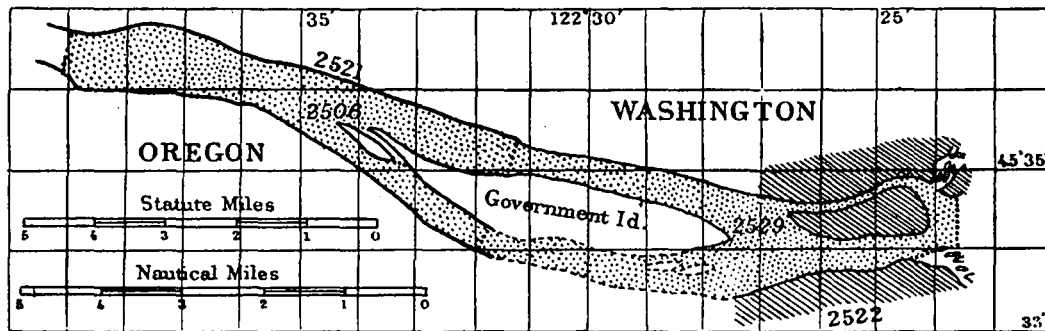 35′ 122°30′ 25′
2521
WASHINGTON
2506
OREGON
45°35′
Statute Miles
5 4 3 2 1 0
Government Id.
2529
Nautical Miles
5 4 3 2 1 0
2522
33′